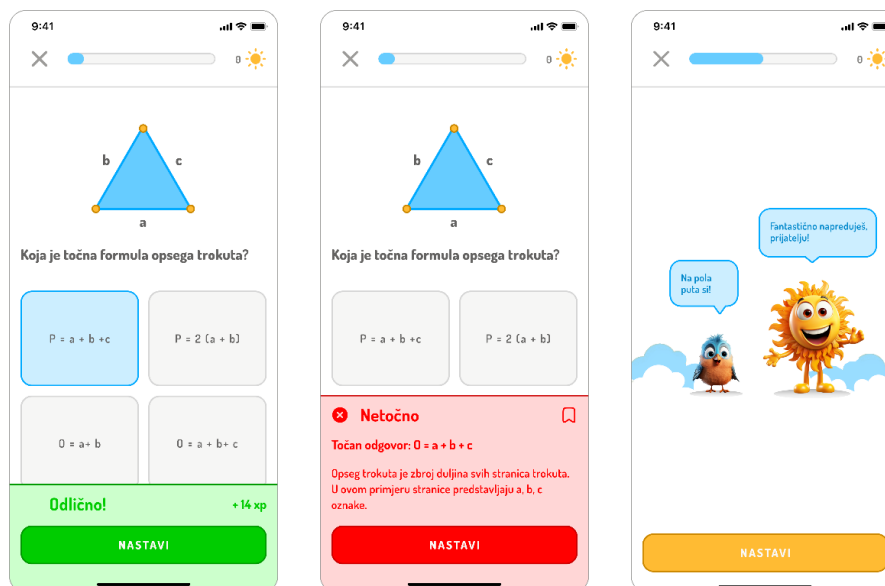 9:41
0
b
c
a
Koja je točna formula opsega trokuta?
P = a + b +c
P = 2 (a + b)
O = a+ b
O = a + b+ c
Odlično!
+ 14 xp
NASTAVI
9:41
0
b
c
a
Koja je točna formula opsega trokuta?
P = a + b +c
P = 2 (a + b)
Netočno
Točan odgovor: O = a + b + c
Opseg trokuta je zbroj duljina svih stranica trokuta.
U ovom primjeru stranice predstavljaju a, b, c
oznake.
NASTAVI
9:41
0
Fantastično napreduješ,
prijatelju!
Na pola
puta si!
NASTAVI